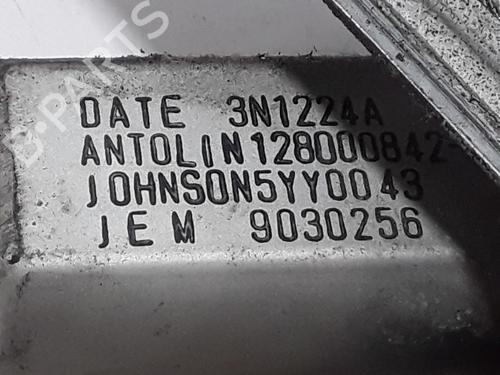 B-PARTS
DATE 3N1224A
ANTOLIN128000842-
JOHNSON5YY0043
JEM 9030256